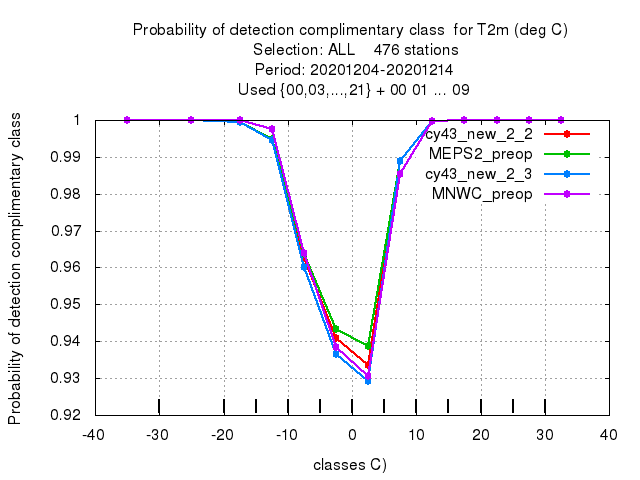 Probability of detection complimentary class  for T2m (deg C)
Selection: ALL    476 stations
Period: 20201204-20201214
Used {00,03,...,21} + 00 01 ... 09
Probability of detection complimentary class
1
0.99
0.98
0.97
0.96
0.95
0.94
0.93
0.92
cy43_new_2_2
MEPS2_preop
cy43_new_2_3
MNWC_preop
-40 -30 -20 -10 0 10 20 30 40
classes C)